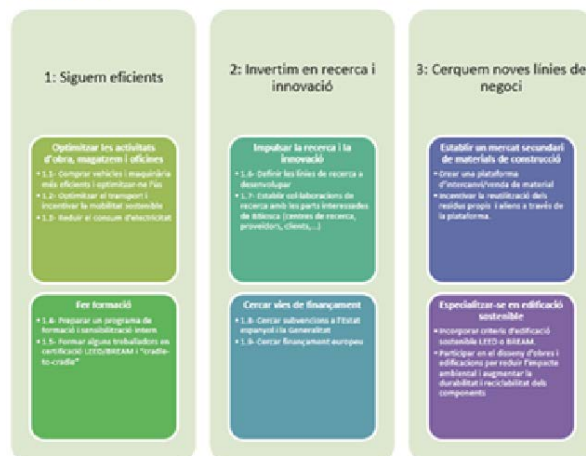 1: Siguem eficients
Optimitzar les activitats
d'obra, magatzem i oficines
• 1.1- Comprar vehicles i maquinària
més eficients i optimitzar-ne l'ús
• 1.2- Optimitzar el transport i
incentivar la mobilitat sostenible
• 1.3- Reduir el consum d'electricitat
Fer formació
• 1.4- Preparar un programa de
formació i sensibilització intern
• 1.5- Formar alguns treballadors en
certificació LEED/BREAM i "cradle-
to-cradle"
2: Invertim en recerca i
innovació
Impulsar la recerca i la
innovació
• 1.6- Definir les línies de recerca a
desenvolupar
• 1.7- Establir col·laboracions de
recerca amb les parts interessades
de (centres de recerca,
proveïdors, clients,...)
Cercar vies de finançament
• 1.8- Cercar subvencions a l'Estat
espanyol i la Generalitat
• 1.9- Cercar finançament europeu
3: Cerquem noves línies de
negoci
Establir un mercat secundari
de materials de construcció
• Crear una plataforma
d'intercanvi/venda de material
• Incentivar la reutilització dels
residus propis i aliens a través de
la plataforma.
Especialitzar-se en edificació
sostenible
• Incorporar criteris d'edificació
sostenible LEED o BREAM.
• Participar en el disseny d'obres i
edificacions per reduir l'impacte
ambiental i augmentar la
durabilitat i reciclabilitat dels
components